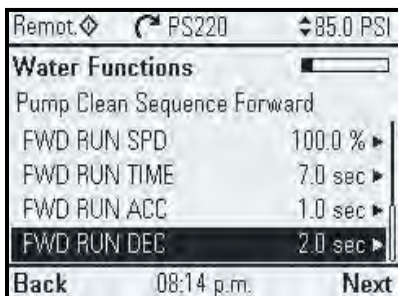 Remot. PS220 85.0 PSI
Water Functions
Pump Clean Sequence Forward
FWD RUN SPD 100.0 %
FWD RUN TIME 7.0 sec
FWD RUN ACC 1.0 sec
FWD RUN DEC 2.0 sec
Back 08:14 p.m. Next